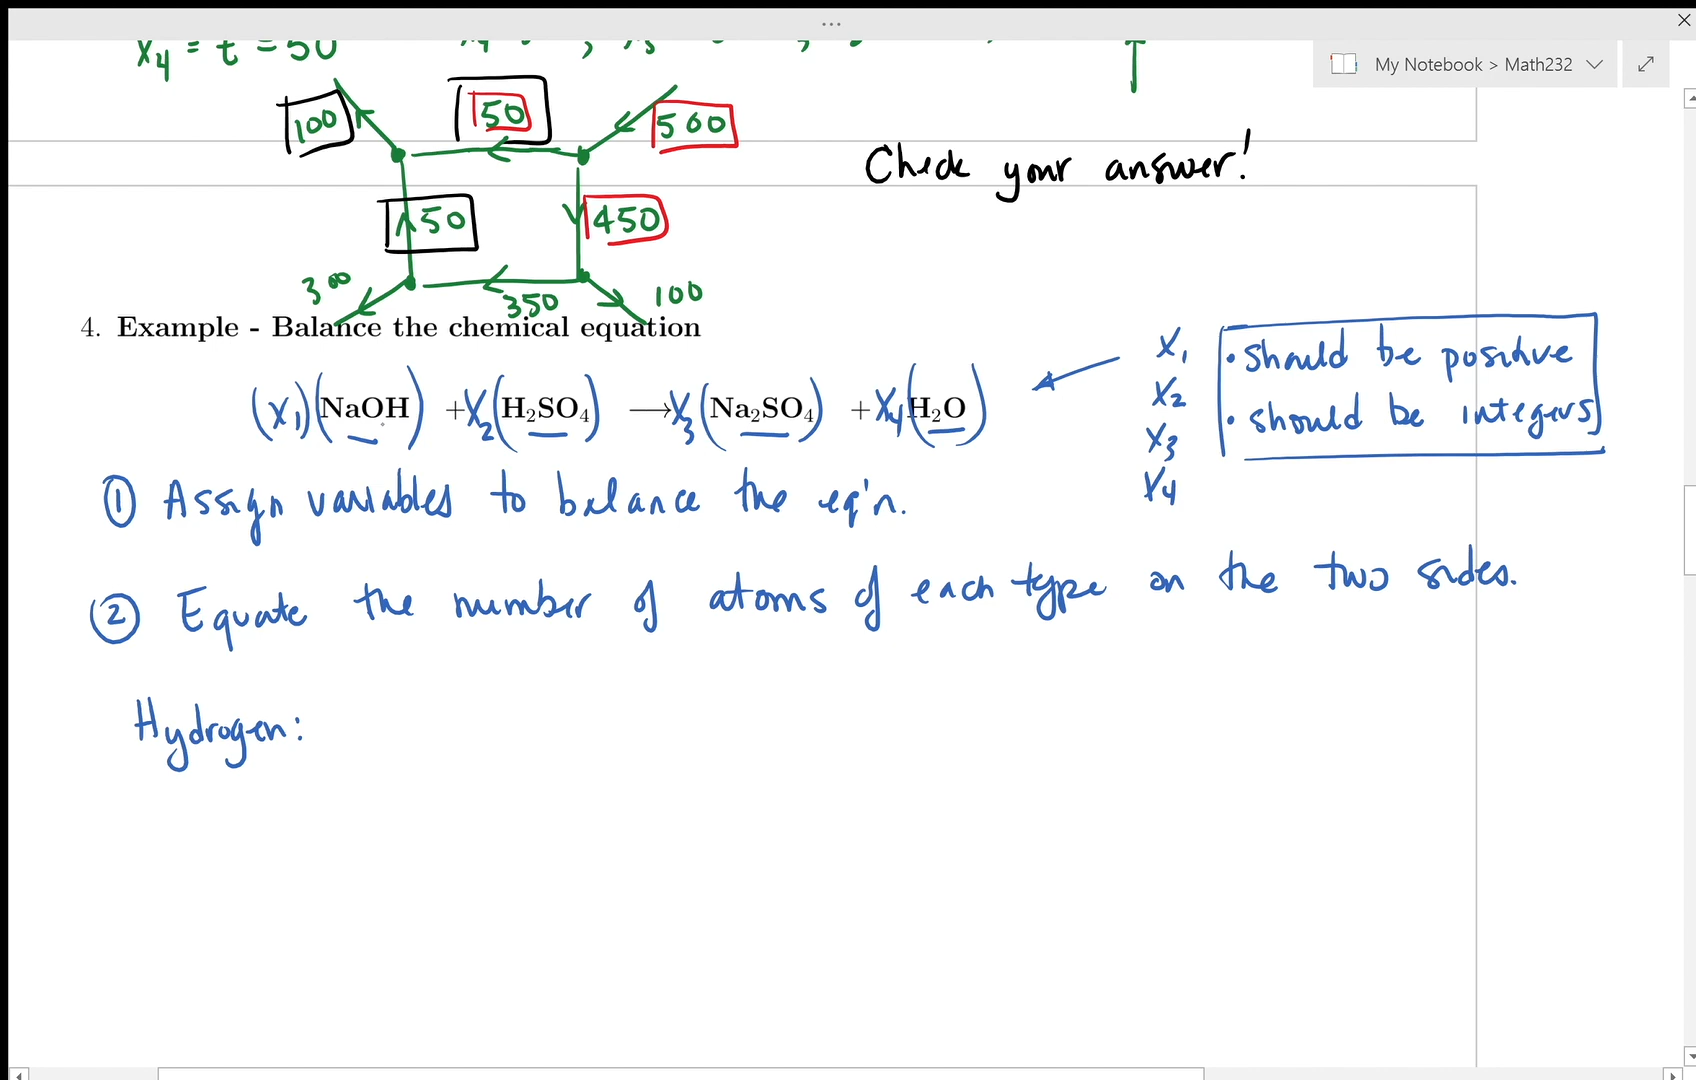 x₄ = t = 50
My Notebook > Math232
100
150
500
Check your answer!
150
450
300
350
100
4. Example - Balance the chemical equation
x₁
• should be positive
(x₁)(NaOH) + x₂(H₂SO₄) ⟶ x₃(Na₂SO₄) + x₄(H₂O)
x₂
• should be integers
x₃
x₄
① Assign variables to balance the eq'n.
② Equate the number of atoms of each type on the two sides.
Hydrogen: